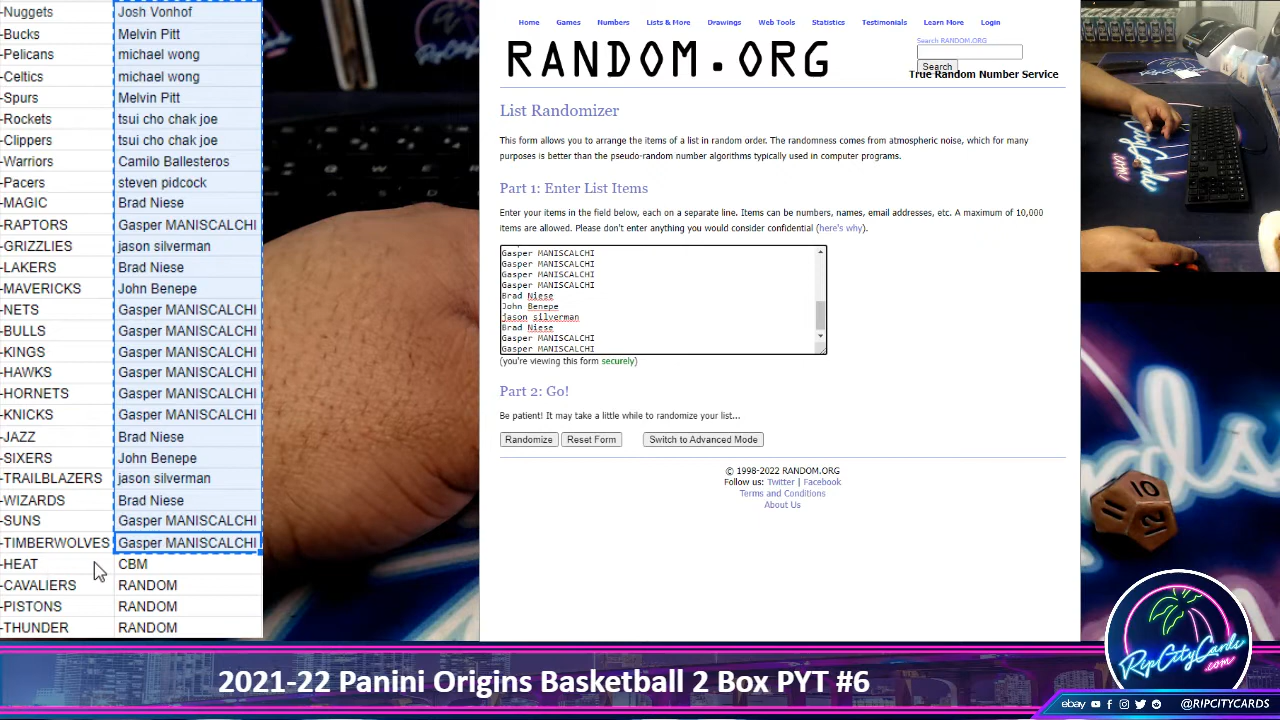 -Nuggets Josh Vonhof
-Bucks Melvin Pitt
-Pelicans michael wong
-Celtics michael wong
-Spurs Melvin Pitt
-Rockets tsui cho chak joe
-Clippers tsui cho chak joe
-Warriors Camilo Ballesteros
-Pacers steven pidcock
-MAGIC Brad Niese
-RAPTORS Gasper MANISCALCHI
-GRIZZLIES jason silverman
-LAKERS Brad Niese
-MAVERICKS John Benepe
-NETS Gasper MANISCALCHI
-BULLS Gasper MANISCALCHI
-KINGS Gasper MANISCALCHI
-HAWKS Gasper MANISCALCHI
-HORNETS Gasper MANISCALCHI
-KNICKS Gasper MANISCALCHI
-JAZZ Brad Niese
-SIXERS John Benepe
-TRAILBLAZERS jason silverman
-WIZARDS Brad Niese
-SUNS Gasper MANISCALCHI
-TIMBERWOLVES Gasper MANISCALCHI
-HEAT CBM
-CAVALIERS RANDOM
-PISTONS RANDOM
-THUNDER RANDOM
Home Games Numbers Lists & More Drawings Web Tools Statistics Testimonials Learn More Login
RANDOM.ORG
Search RANDOM.ORG
Search
True Random Number Service
List Randomizer
This form allows you to arrange the items of a list in random order. The randomness comes from atmospheric noise, which for many
purposes is better than the pseudo-random number algorithms typically used in computer programs.
Part 1: Enter List Items
Enter your items in the field below, each on a separate line. Items can be numbers, names, email addresses, etc. A maximum of 10,000
items are allowed. Please don't enter anything you would consider confidential (here's why).
Gasper MANISCALCHI
Gasper MANISCALCHI
Gasper MANISCALCHI
Gasper MANISCALCHI
Brad Niese
John Benepe
jason silverman
Brad Niese
Gasper MANISCALCHI
Gasper MANISCALCHI
(you're viewing this form securely)
Part 2: Go!
Be patient! It may take a little while to randomize your list...
Randomize Reset Form Switch to Advanced Mode
© 1998-2022 RANDOM.ORG
Follow us: Twitter | Facebook
Terms and Conditions
About Us
10
11
2
2021-22 Panini Origins Basketball 2 Box PYT #6
RipCityCards
.com
ebay @RIPCITYCARDS